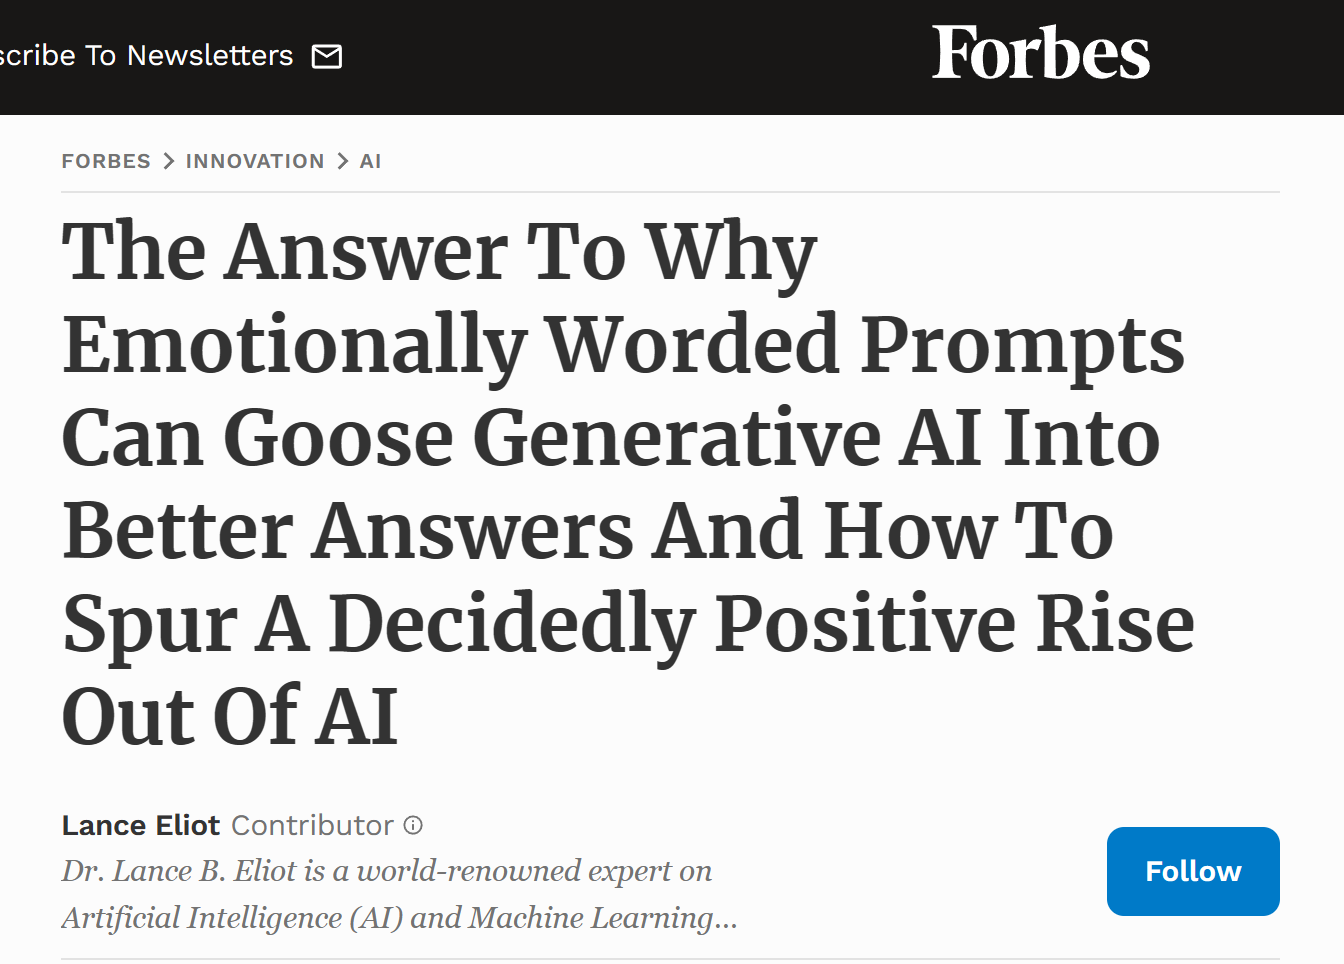 scribe To Newsletters
Forbes
FORBES > INNOVATION > AI
The Answer To Why
Emotionally Worded Prompts
Can Goose Generative AI Into
Better Answers And How To
Spur A Decidedly Positive Rise
Out Of AI
Lance Eliot Contributor
Dr. Lance B. Eliot is a world-renowned expert on
Artificial Intelligence (AI) and Machine Learning...
Follow